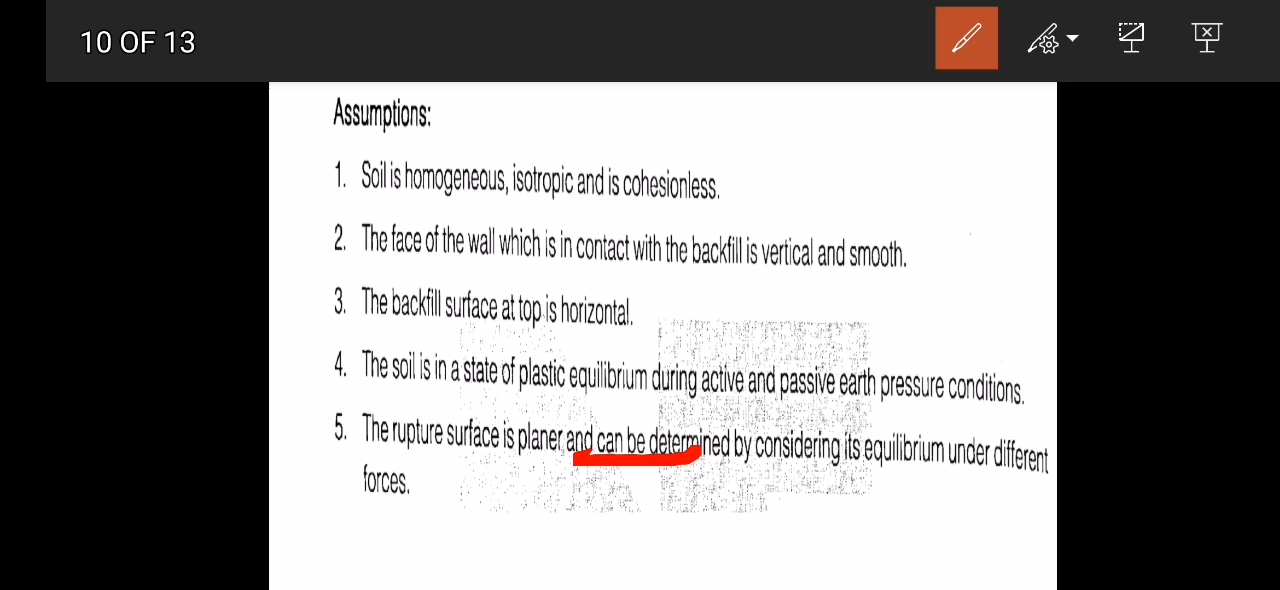 10 OF 13
Assumptions:
1. Soil is homogeneous, isotropic and is cohesionless.
2. The face of the wall which is in contact with the backfill is vertical and smooth.
3. The backfill surface at top is horizontal.
4. The soil is in a state of plastic equilibrium during active and passive earth pressure conditions.
5. The rupture surface is planer and can be determined by considering its equilibrium under different
forces.